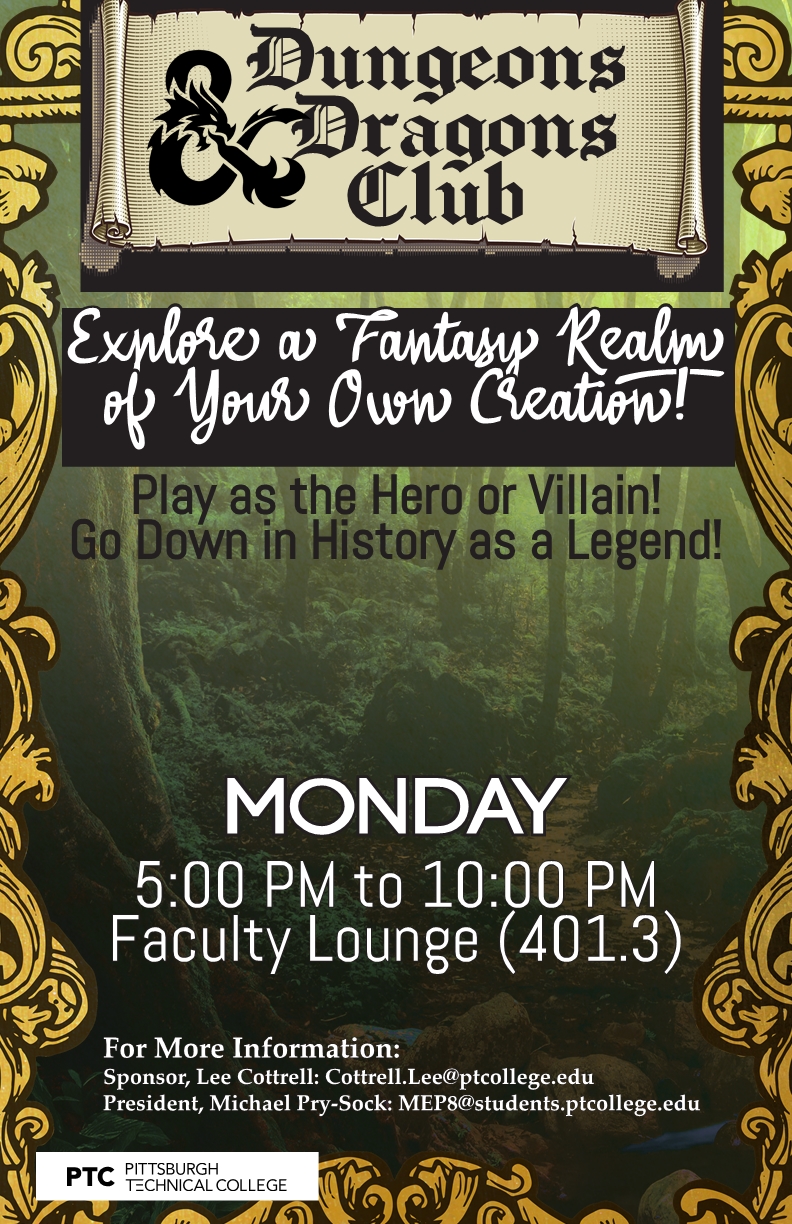 Dungeons
& Dragons
Club
Explore a Fantasy Realm
of Your Own Creation!
Play as the Hero or Villain!
Go Down in History as a Legend!
MONDAY
5:00 PM to 10:00 PM
Faculty Lounge (401.3)
For More Information:
Sponsor, Lee Cottrell: Cottrell.Lee@ptcollege.edu
President, Michael Pry-Sock: MEP8@students.ptcollege.edu
PTC PITTSBURGH
TECHNICAL COLLEGE